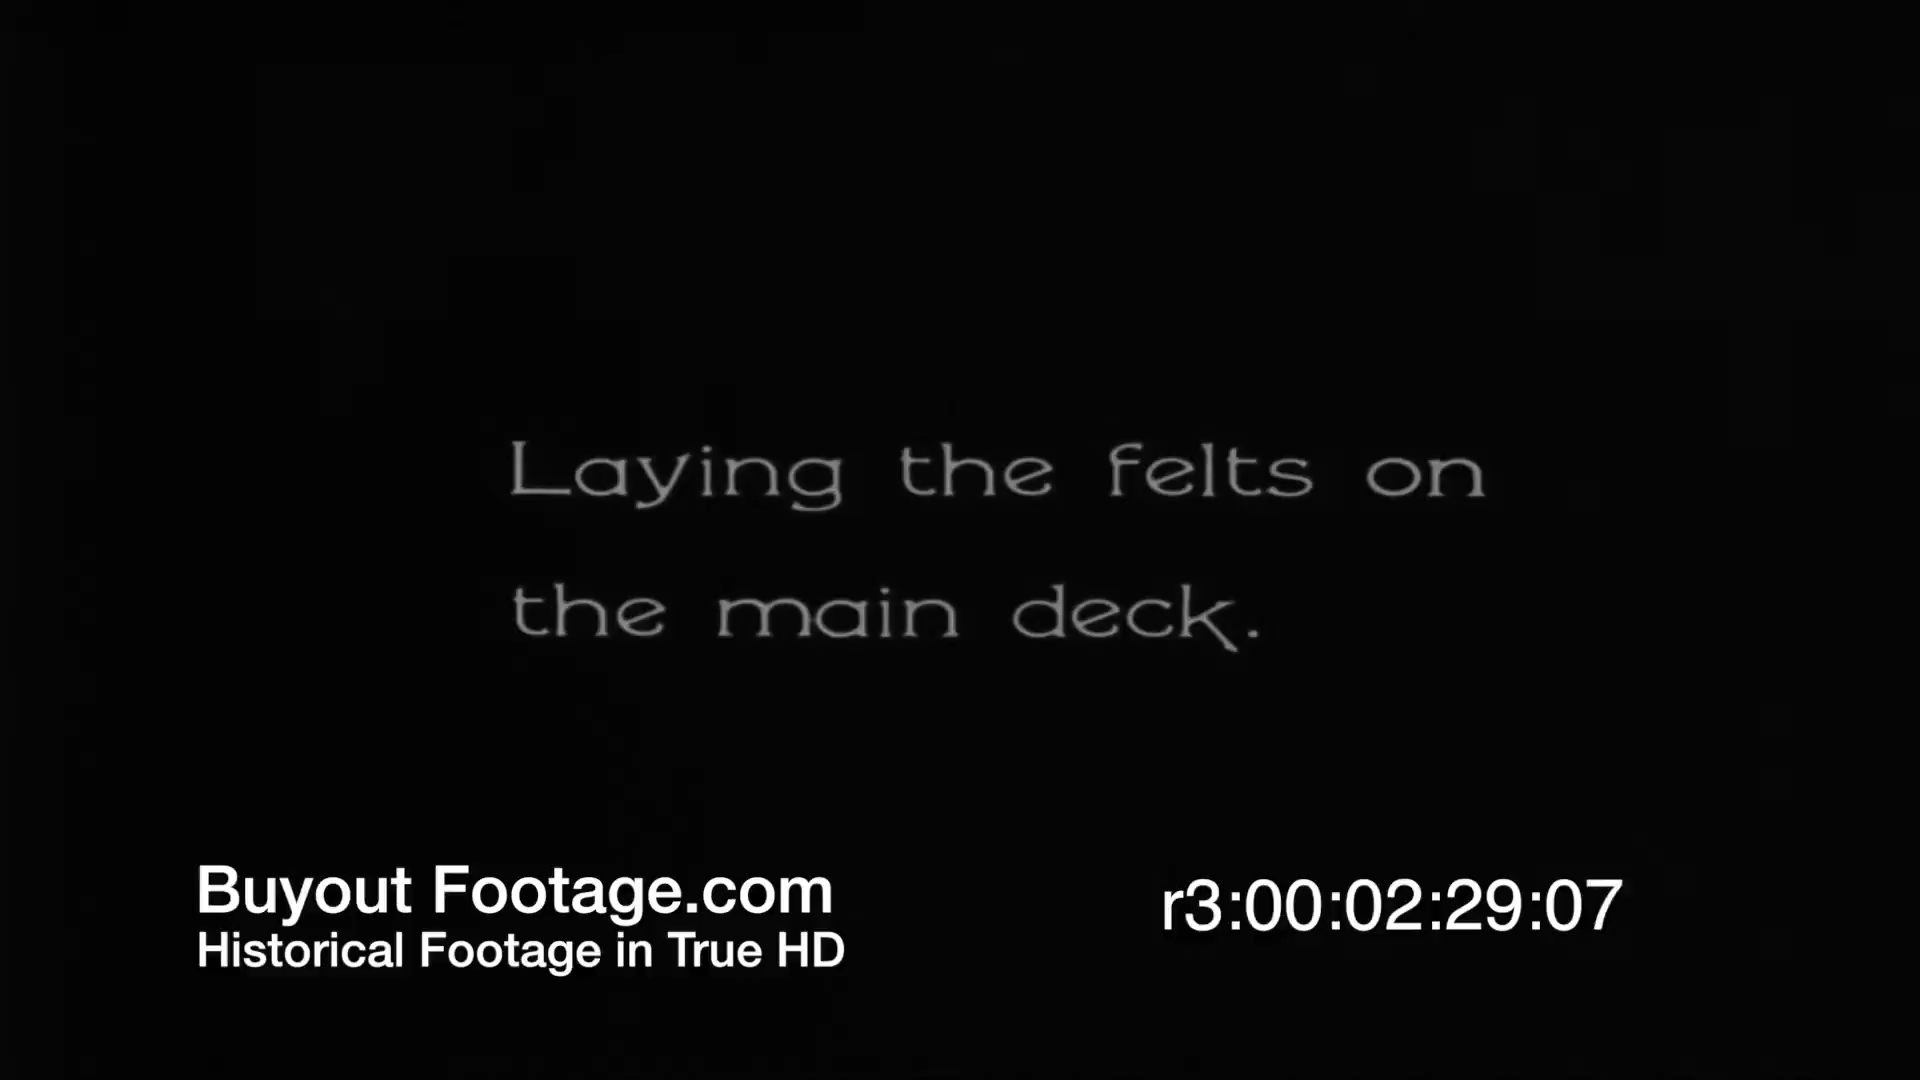 Laying the felts on
the main deck.
Buyout Footage.com
Historical Footage in True HD
r3:00:02:29:07